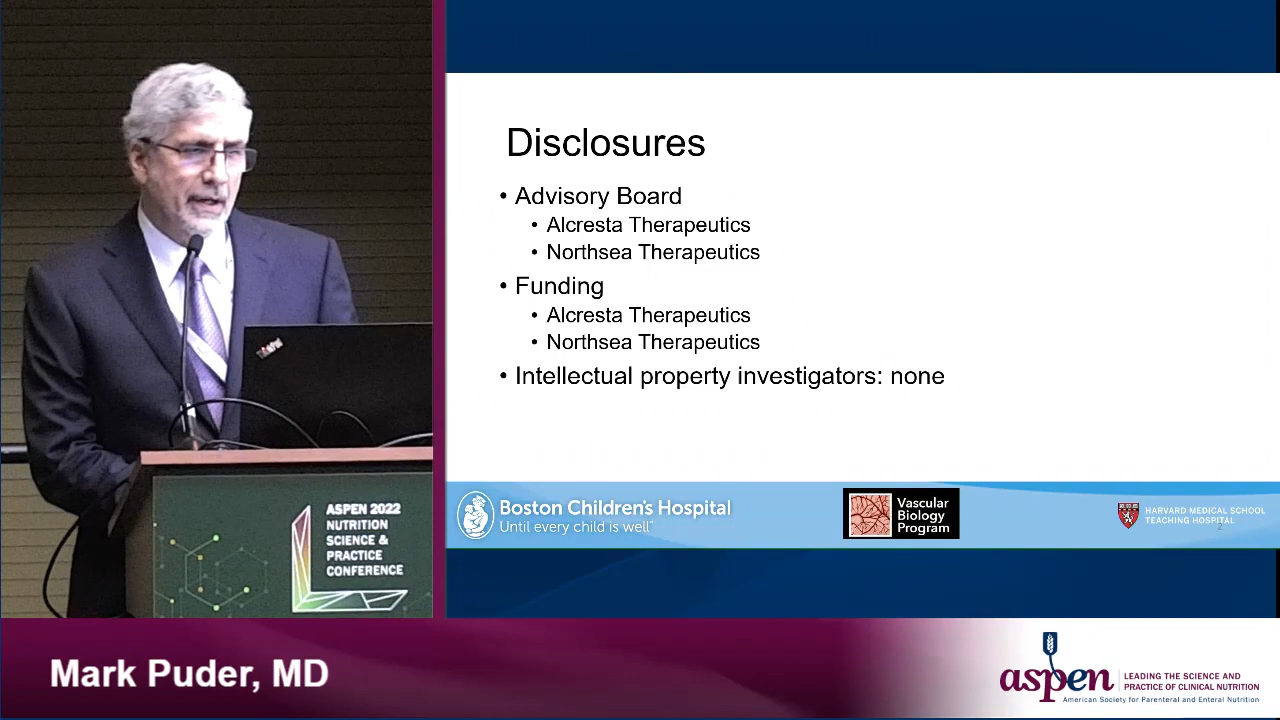 Disclosures
• Advisory Board
• Alcresta Therapeutics
• Northsea Therapeutics
• Funding
• Alcresta Therapeutics
• Northsea Therapeutics
• Intellectual property investigators: none
Boston Children's Hospital
Until every child is well™
Vascular
Biology
Program
HARVARD MEDICAL SCHOOL
TEACHING HOSPITAL
2
ASPEN 2022
NUTRITION
SCIENCE &
PRACTICE
CONFERENCE
Mark Puder, MD
aspen
LEADING THE SCIENCE AND
PRACTICE OF CLINICAL NUTRITION
American Society for Parenteral and Enteral Nutrition